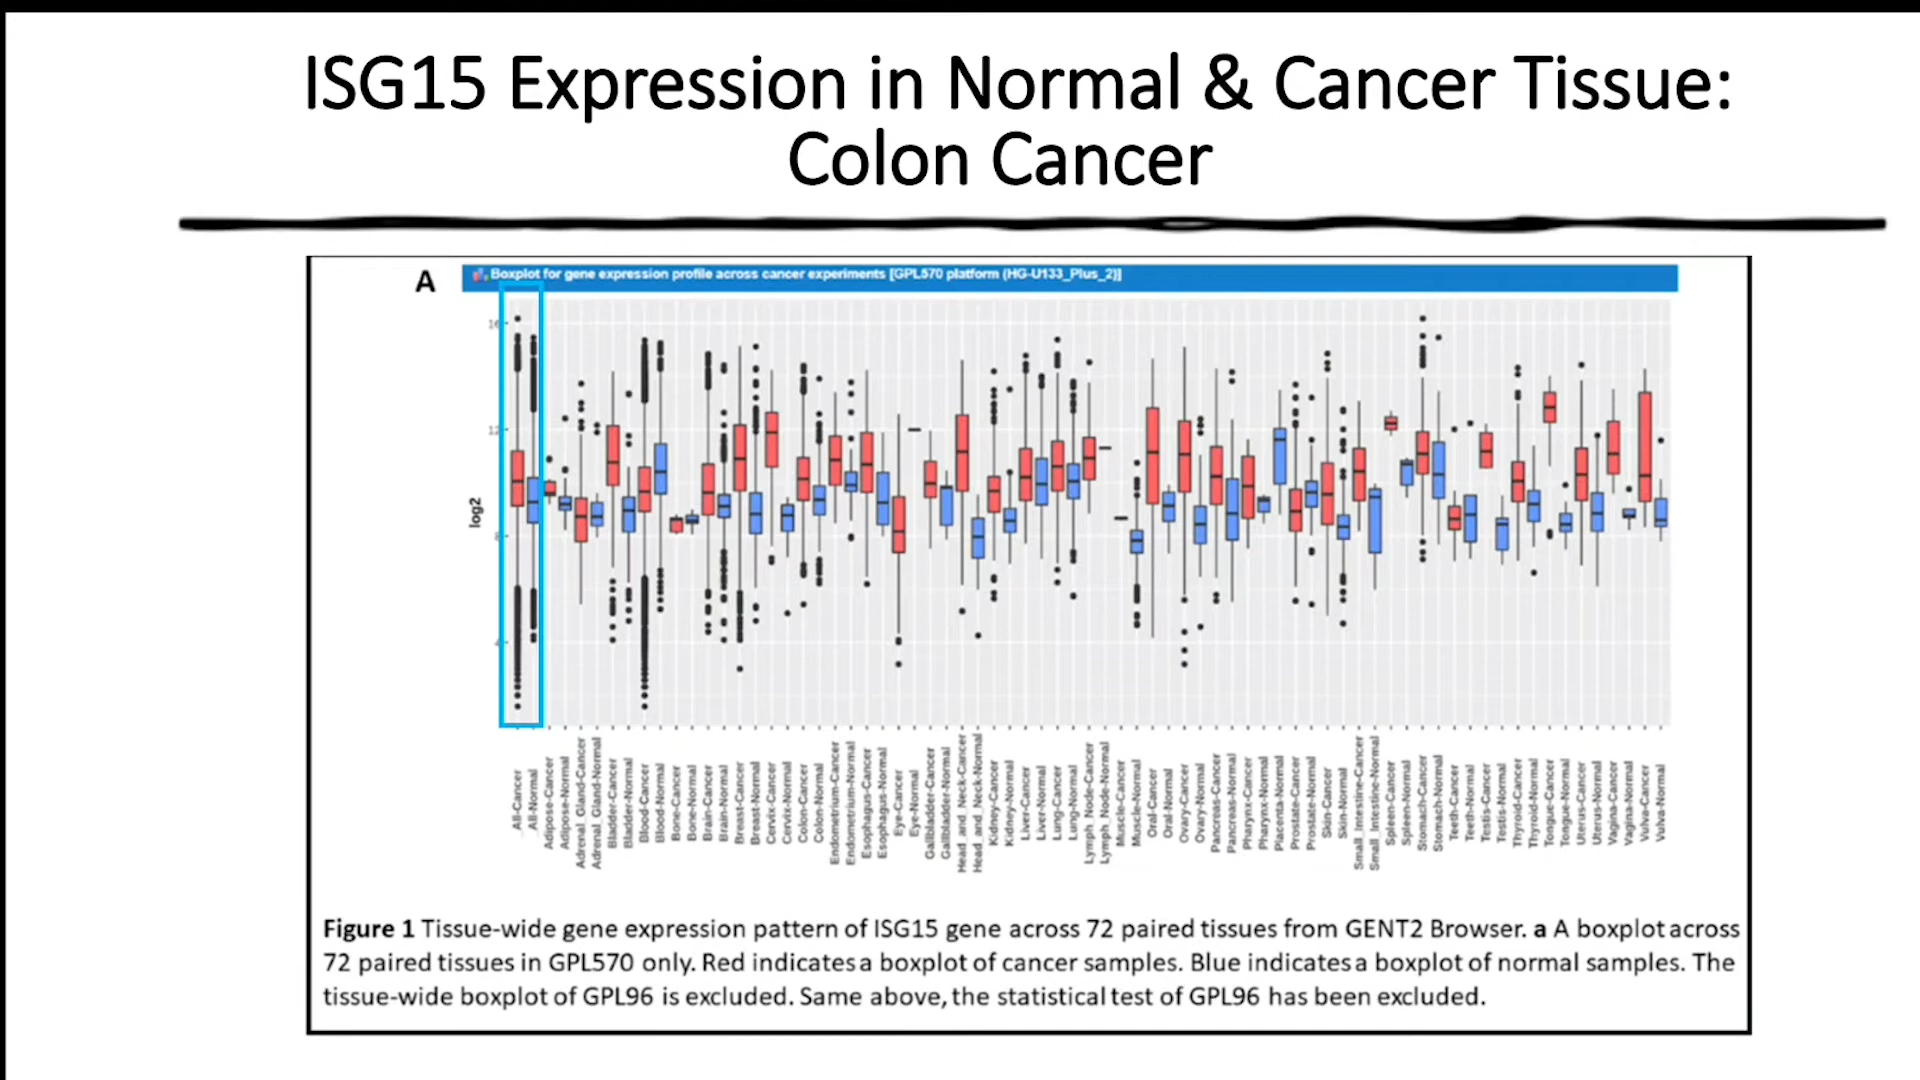 ISG15 Expression in Normal & Cancer Tissue:
Colon Cancer
A
Boxplot for gene expression profile across cancer experiments [GPL570 platform (HG-U133_Plus_2)]
16
12
8
4
log2
All-Cancer
All-Normal
Adipose-Cancer
Adipose-Normal
Adrenal_Gland-Cancer
Adrenal_Gland-Normal
Bladder-Cancer
Bladder-Normal
Blood-Cancer
Blood-Normal
Bone-Cancer
Bone-Normal
Brain-Cancer
Brain-Normal
Breast-Cancer
Breast-Normal
Cervix-Cancer
Cervix-Normal
Colon-Cancer
Colon-Normal
Endometrium-Cancer
Endometrium-Normal
Esophagus-Cancer
Esophagus-Normal
Eye-Cancer
Eye-Normal
Gallbladder-Cancer
Gallbladder-Normal
Head_and_Neck-Cancer
Head_and_Neck-Normal
Kidney-Cancer
Kidney-Normal
Liver-Cancer
Liver-Normal
Lung-Cancer
Lung-Normal
Lymph_Node-Cancer
Lymph_Node-Normal
Muscle-Cancer
Muscle-Normal
Oral-Cancer
Oral-Normal
Ovary-Cancer
Ovary-Normal
Pancreas-Cancer
Pancreas-Normal
Pharynx-Cancer
Pharynx-Normal
Placenta-Normal
Prostate-Cancer
Prostate-Normal
Skin-Cancer
Skin-Normal
Small_Intestine-Cancer
Small_Intestine-Normal
Spleen-Cancer
Spleen-Normal
Stomach-Cancer
Stomach-Normal
Teeth-Cancer
Teeth-Normal
Testis-Cancer
Testis-Normal
Thyroid-Cancer
Thyroid-Normal
Tongue-Cancer
Tongue-Normal
Uterus-Cancer
Uterus-Normal
Vagina-Cancer
Vagina-Normal
Vulva-Cancer
Vulva-Normal
Figure 1 Tissue-wide gene expression pattern of ISG15 gene across 72 paired tissues from GENT2 Browser. a A boxplot across
72 paired tissues in GPL570 only. Red indicates a boxplot of cancer samples. Blue indicates a boxplot of normal samples. The
tissue-wide boxplot of GPL96 is excluded. Same above, the statistical test of GPL96 has been excluded.